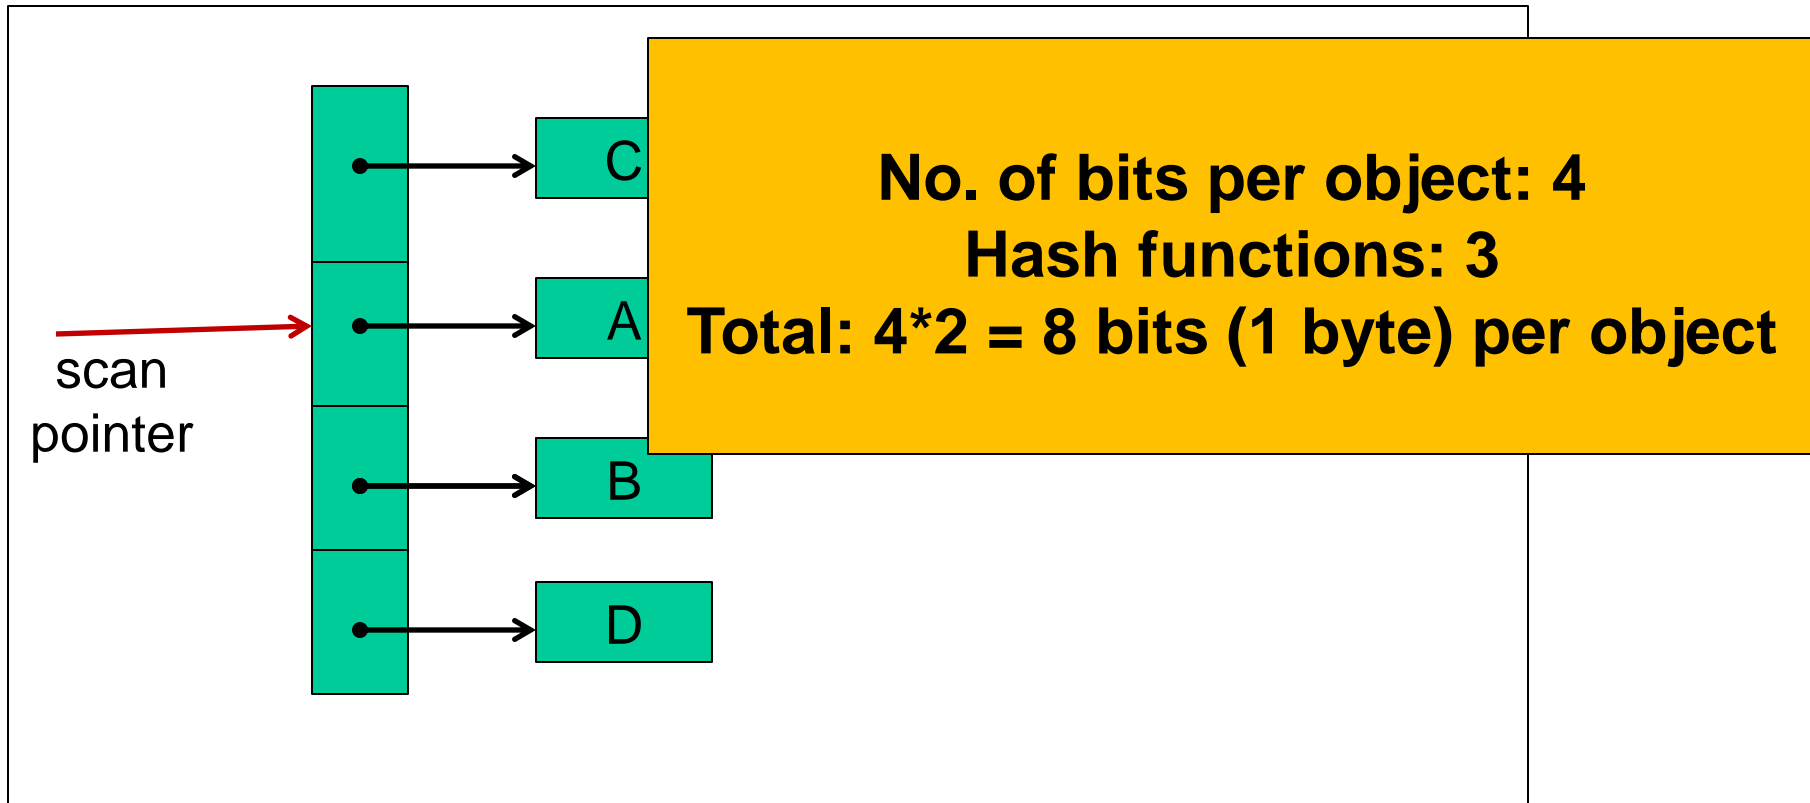 C
No. of bits per object: 4
Hash functions: 3
A
Total: 4*2 = 8 bits (1 byte) per object
scan
pointer
B
D